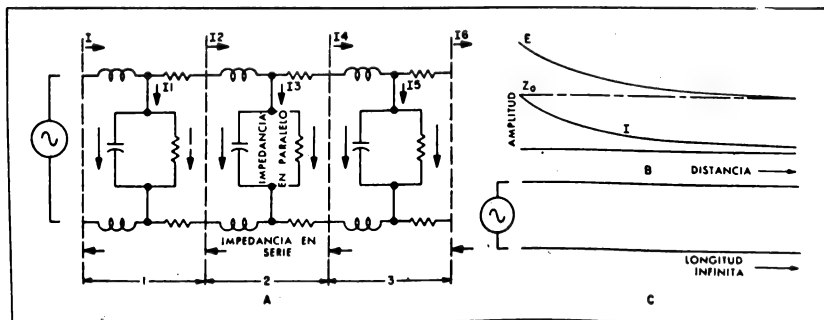 I
I2
I4
I6
I1
I3
I5
IMPEDANCIA
EN PARALELO
IMPEDANCIA EN
SERIE
1
2
3
A
E
Zo
I
AMPLITUD
B
DISTANCIA
LONGITUD
INFINITA
C